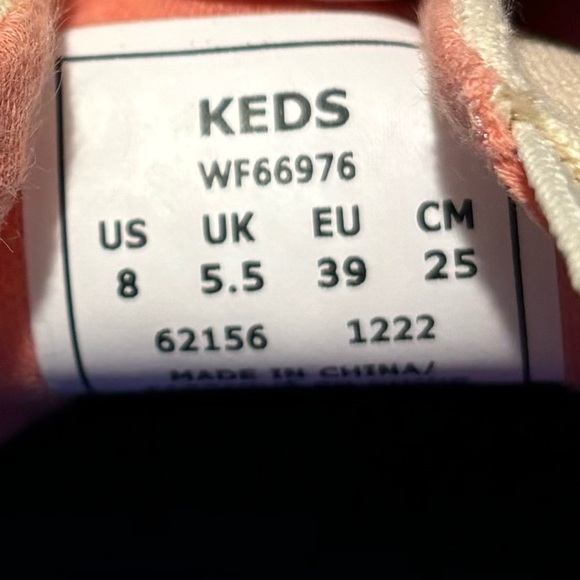 KEDS
WF66976
US UK EU CM
8 5.5 39 25
62156 1222
MADE IN CHINA/